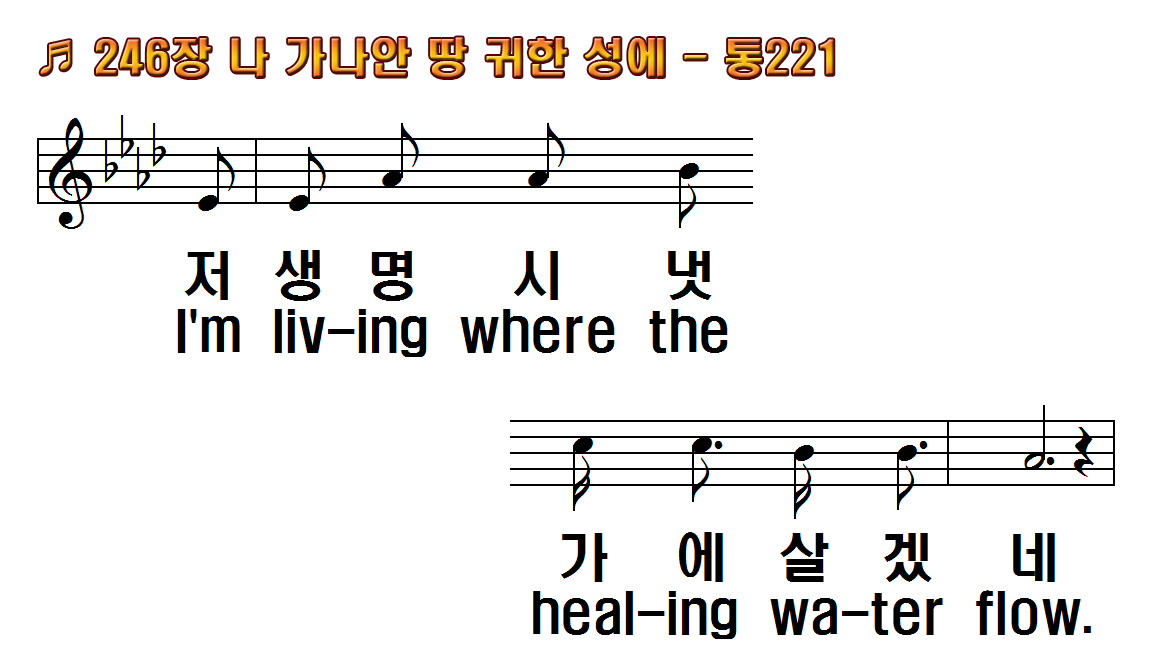 246장 나 가나안 땅 귀한 성에 - 통221
저 생 명 시 냇
I'm liv-ing where the
가 에 살 겠 네
heal-ing wa-ter flow.